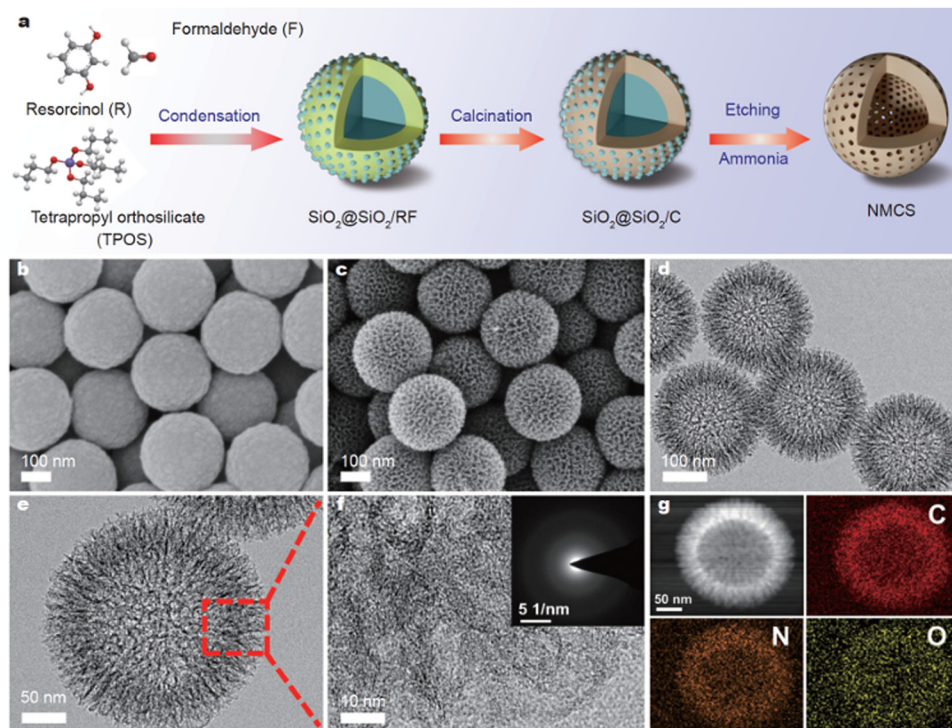 a
Formaldehyde (F)
Resorcinol (R)
Condensation
Calcination
Etching
Ammonia
Tetrapropyl orthosilicate
(TPOS)
SiO₂@SiO₂/RF
SiO₂@SiO₂/C
NMCS
b
100 nm
c
100 nm
d
100 nm
e
50 nm
f
5 1/nm
10 nm
g
50 nm
C
N
O